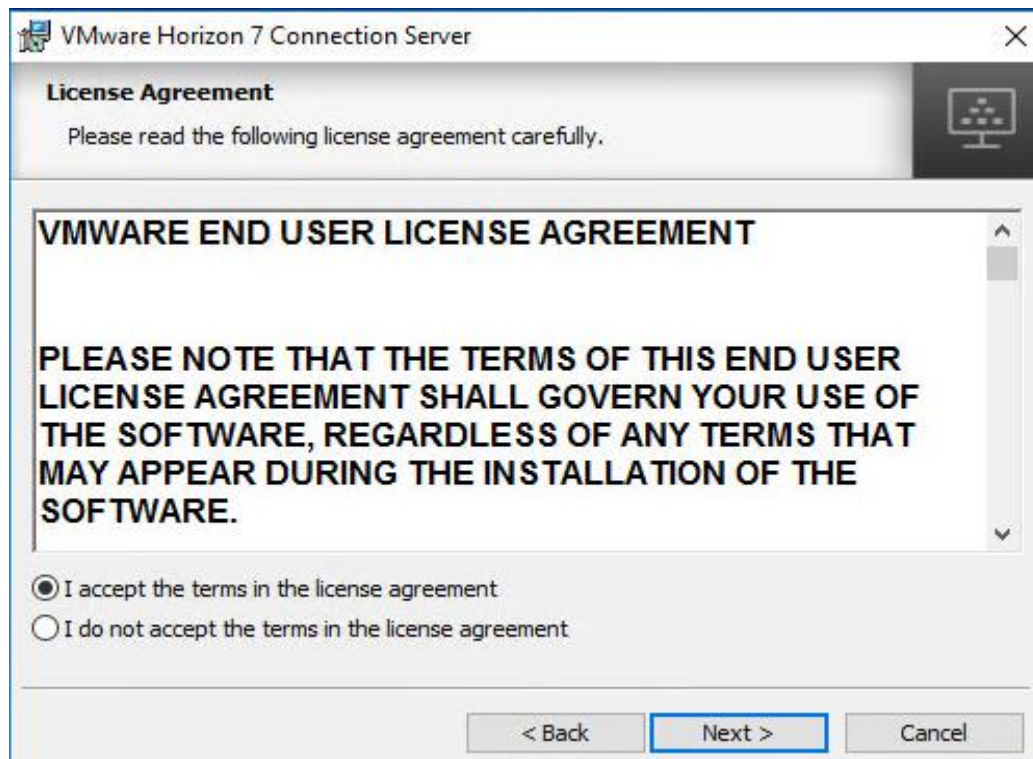 VMware Horizon 7 Connection Server
License Agreement
Please read the following license agreement carefully.
VMWARE END USER LICENSE AGREEMENT
PLEASE NOTE THAT THE TERMS OF THIS END USER
LICENSE AGREEMENT SHALL GOVERN YOUR USE OF
THE SOFTWARE, REGARDLESS OF ANY TERMS THAT
MAY APPEAR DURING THE INSTALLATION OF THE
SOFTWARE.
I accept the terms in the license agreement
I do not accept the terms in the license agreement
< Back Next > Cancel